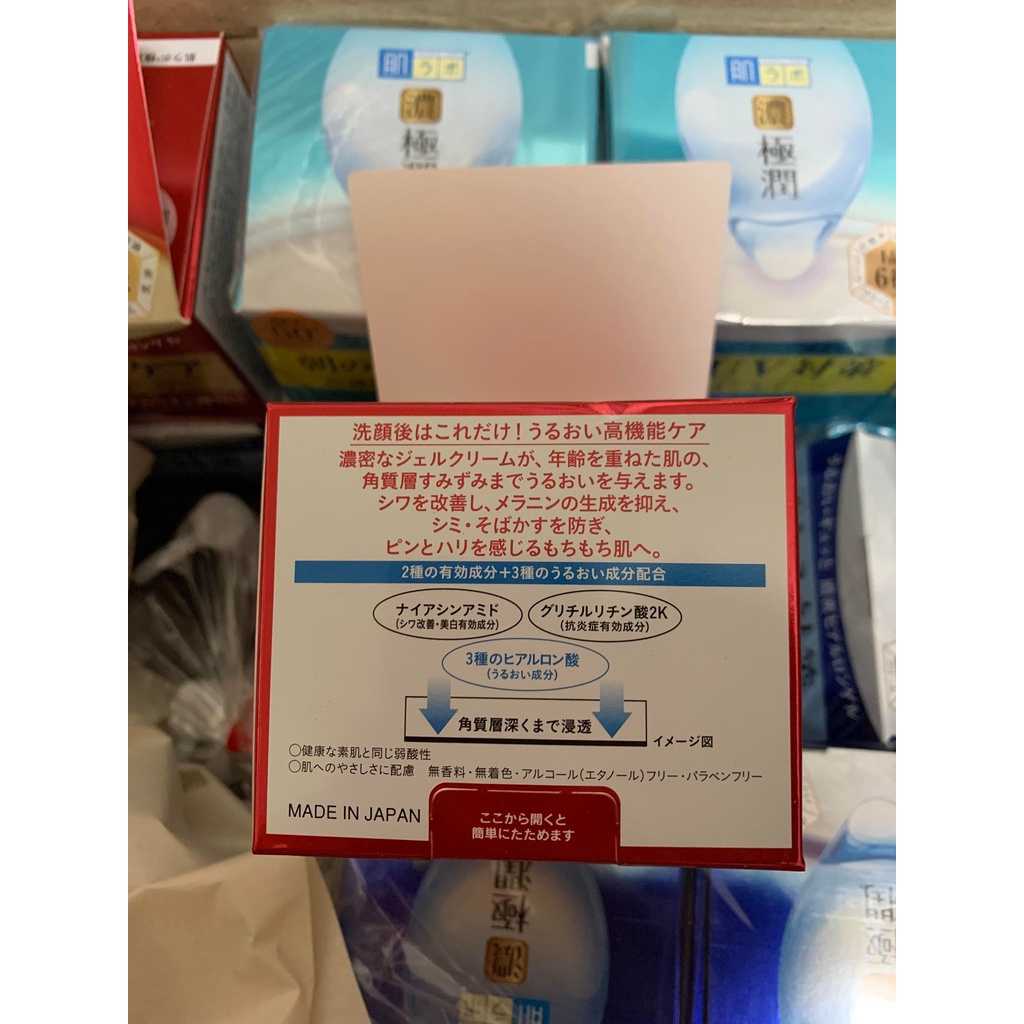 肌ラボ
濃
極
潤
肌ラボ
濃
極
潤
洗顔後はこれだけ！うるおい高機能ケア
濃密なジェルクリームが、年齢を重ねた肌の、
角質層すみずみまでうるおいを与えます。
シワを改善し、メラニンの生成を抑え、
シミ・そばかすを防ぎ、
ピンとハリを感じるもちもち肌へ。
2種の有効成分＋3種のうるおい成分配合
ナイアシンアミド
(シワ改善・美白有効成分)
グリチルリチン酸2K
(抗炎症有効成分)
3種のヒアルロン酸
(うるおい成分)
角質層深くまで浸透
イメージ図
○健康な素肌と同じ弱酸性
○肌へのやさしさに配慮　無香料・無着色・アルコール(エタノール)フリー・パラベンフリー
MADE IN JAPAN
ここから開くと
簡単にたためます
潤
極
濃
肌ラボ